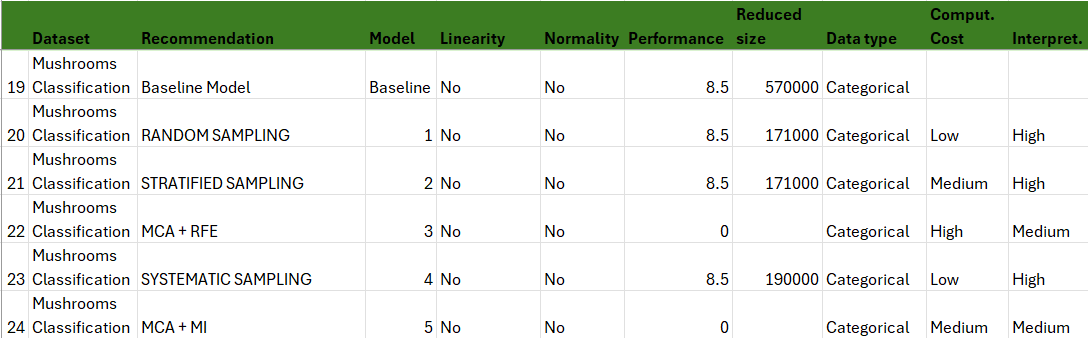 Reduced Comput.
Dataset Recommendation Model Linearity Normality Performance size Data type Cost Interpret.
Mushrooms
19 Classification Baseline Model Baseline No No 8.5 570000 Categorical
Mushrooms
20 Classification RANDOM SAMPLING 1 No No 8.5 171000 Categorical Low High
Mushrooms
21 Classification STRATIFIED SAMPLING 2 No No 8.5 171000 Categorical Medium High
Mushrooms
22 Classification MCA + RFE 3 No No 0 Categorical High Medium
Mushrooms
23 Classification SYSTEMATIC SAMPLING 4 No No 8.5 190000 Categorical Low High
Mushrooms
24 Classification MCA + MI 5 No No 0 Categorical Medium Medium